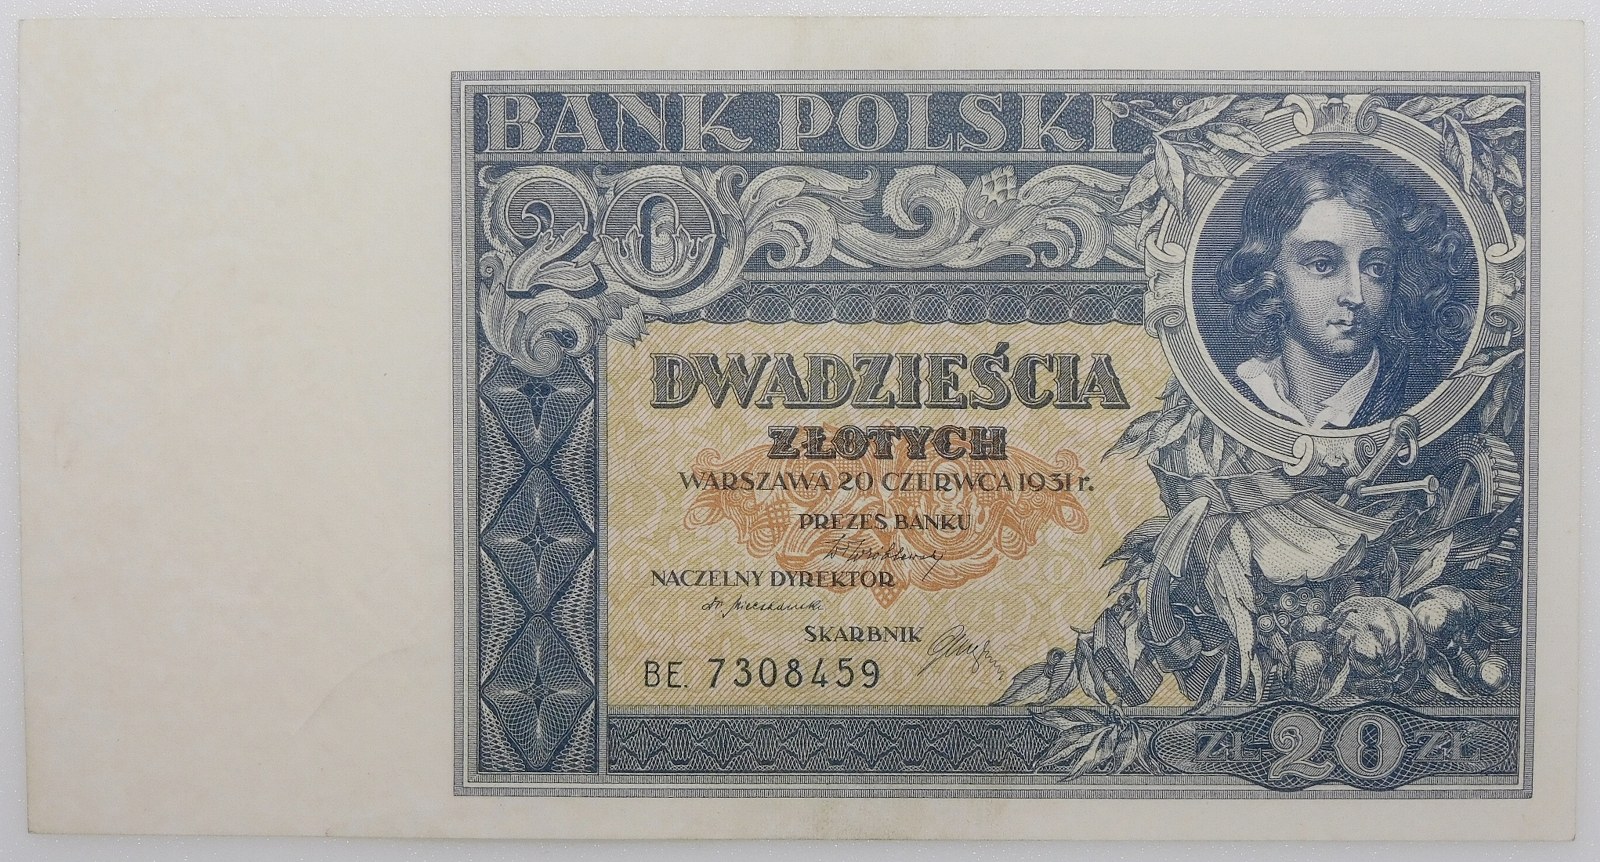 BANK POLSKI
20
DWADZIEŚCIA
ZŁOTYCH
WARSZAWA 20 CZERWCA 1931 r.
PREZES BANKU
NACZELNY DYREKTOR
SKARBNIK
BE. 7308459
ZŁ 20 ZŁ